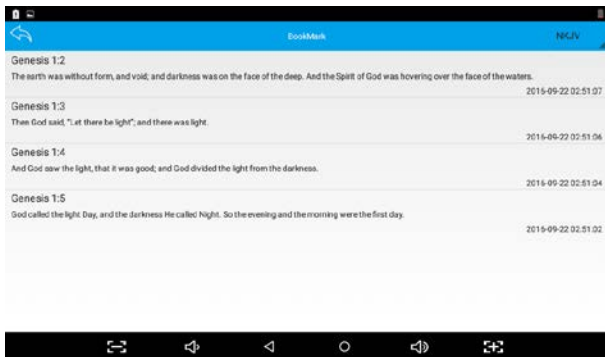 BookMark
NKJV
Genesis 1:2
The earth was without form, and void; and darkness was on the face of the deep. And the Spirit of God was hovering over the face of the waters.
2016-09-22 02:51:07
Genesis 1:3
Then God said, "Let there be light"; and there was light.
2016-09-22 02:51:06
Genesis 1:4
And God saw the light, that it was good; and God divided the light from the darkness.
2016-09-22 02:51:04
Genesis 1:5
God called the light Day, and the darkness He called Night. So the evening and the morning were the first day.
2016-09-22 02:51:02